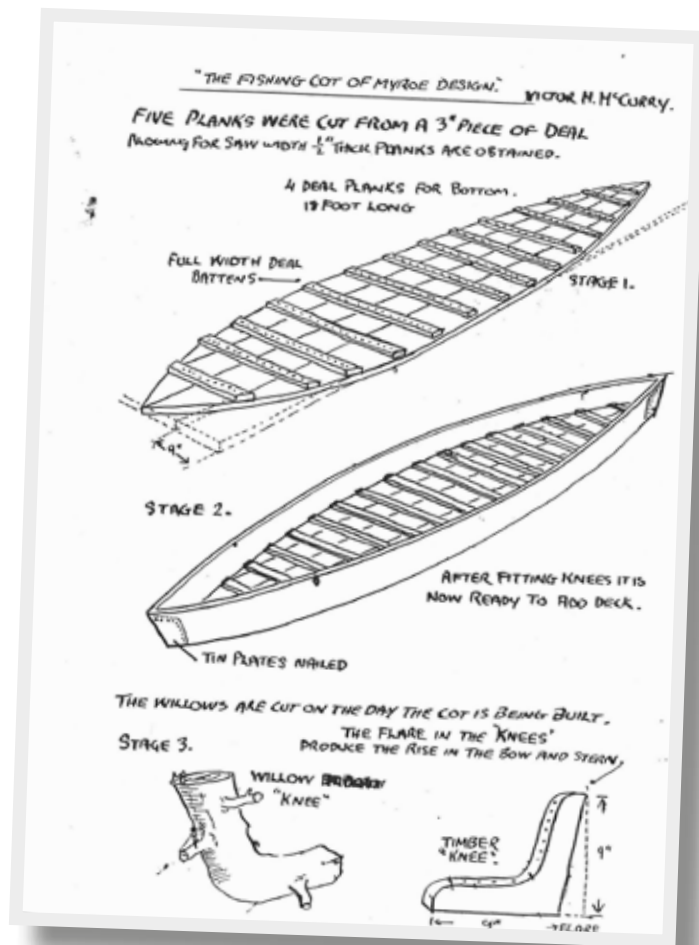 "THE FISHING COT OF MYROE DESIGN."
VICTOR H. McCURRY.
FIVE PLANKS WERE CUT FROM A 3" PIECE OF DEAL
ALLOWING FOR SAW WIDTH 1/2" THICK PLANKS ARE OBTAINED.
4 DEAL PLANKS FOR BOTTOM.
18 FOOT LONG
FULL WIDTH DEAL
BATTENS
STAGE 1.
9"
STAGE 2.
AFTER FITTING KNEES IT IS
NOW READY TO ADD DECK.
TIN PLATES NAILED
THE WILLOWS ARE CUT ON THE DAY THE COT IS BEING BUILT.
THE FLARE IN THE 'KNEES'
PRODUCE THE RISE IN THE BOW AND STERN.
STAGE 3.
WILLOW
"KNEE"
TIMBER
"KNEE".
9"
9"
FLARE